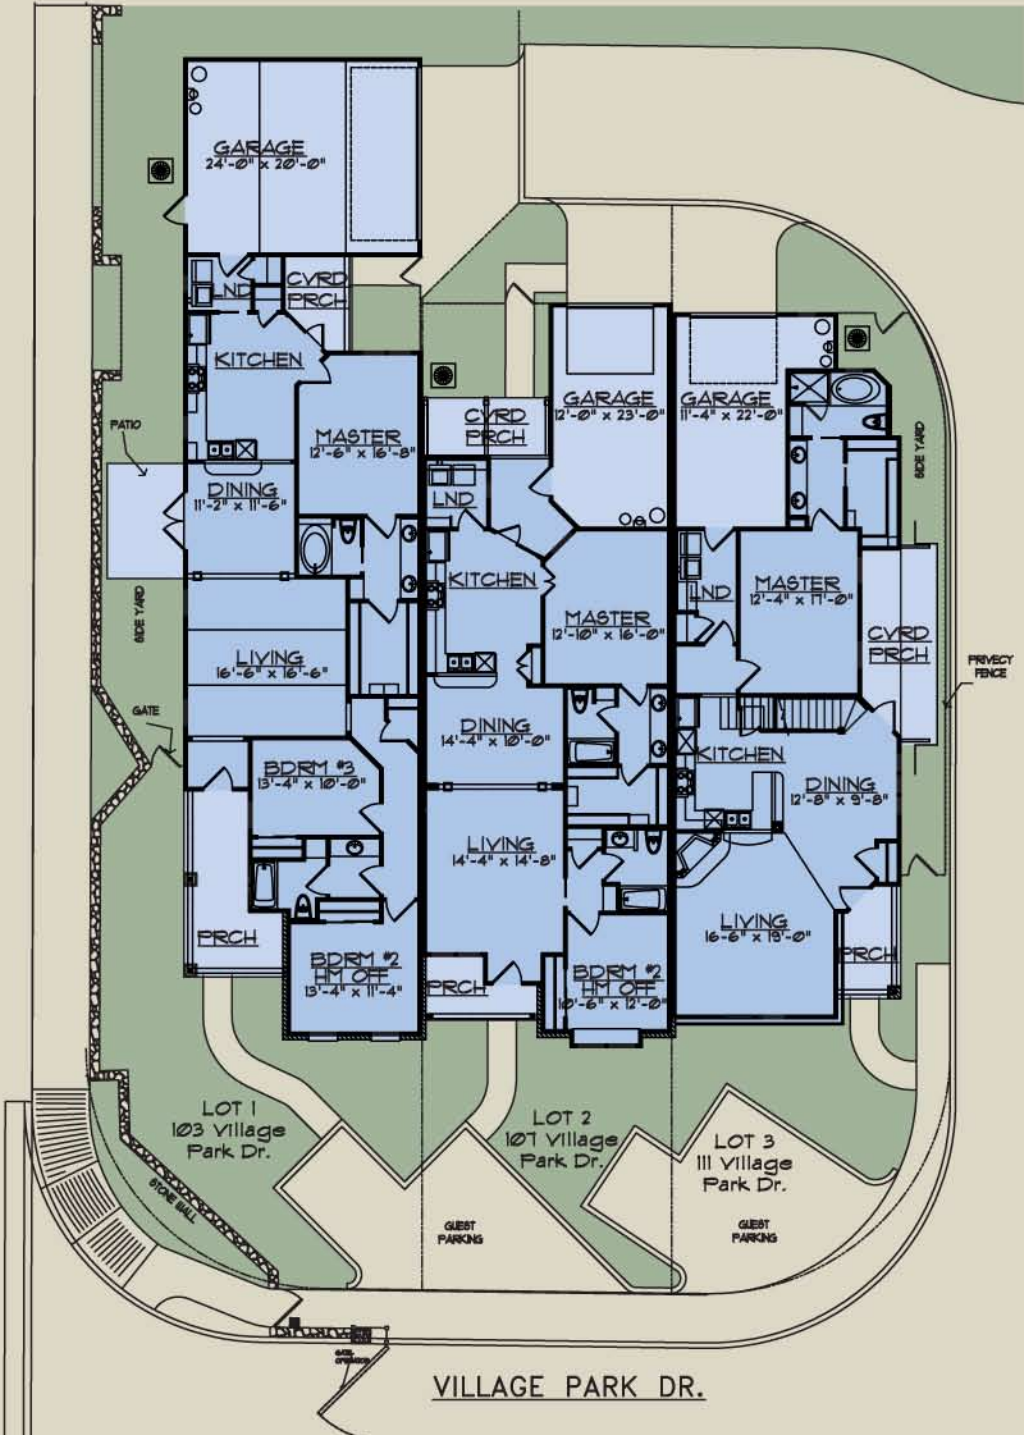 GARAGE
24'-0" x 20'-0"
LND
CVRD
PRCH
KITCHEN
MASTER
12'-6" x 16'-8"
PATIO
DINING
11'-2" x 11'-6"
SIDE YARD
LIVING
16'-6" x 16'-6"
GATE
BDRM #3
13'-4" x 10'-0"
PRCH
BDRM #2
HM OFF
13'-4" x 11'-4"
GARAGE
12'-0" x 23'-0"
CVRD
PRCH
LND
KITCHEN
MASTER
12'-10" x 16'-0"
DINING
14'-4" x 10'-0"
LIVING
14'-4" x 14'-8"
PRCH
BDRM #2
HM OFF
10'-6" x 12'-0"
GARAGE
11'-4" x 22'-0"
SIDE YARD
LND
MASTER
12'-4" x 17'-0"
CVRD
PRCH
PRIVECY
FENCE
KITCHEN
DINING
12'-8" x 9'-8"
LIVING
16-6" x 19'-0"
PRCH
LOT 1
103 Village
Park Dr.
LOT 2
107 Village
Park Dr.
LOT 3
111 Village
Park Dr.
STONE WALL
GUEST
PARKING
GUEST
PARKING
VILLAGE PARK DR.